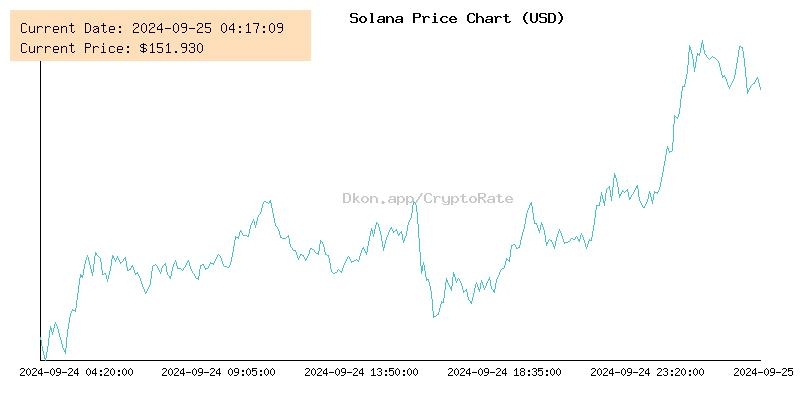 Solana Price Chart (USD)
Current Date: 2024-09-25 04:17:09
Current Price: $151.930
Dkon.app/CryptoRate
2024-09-24 04:20:00 2024-09-24 09:05:00 2024-09-24 13:50:00 2024-09-24 18:35:00 2024-09-24 23:20:00 2024-09-25